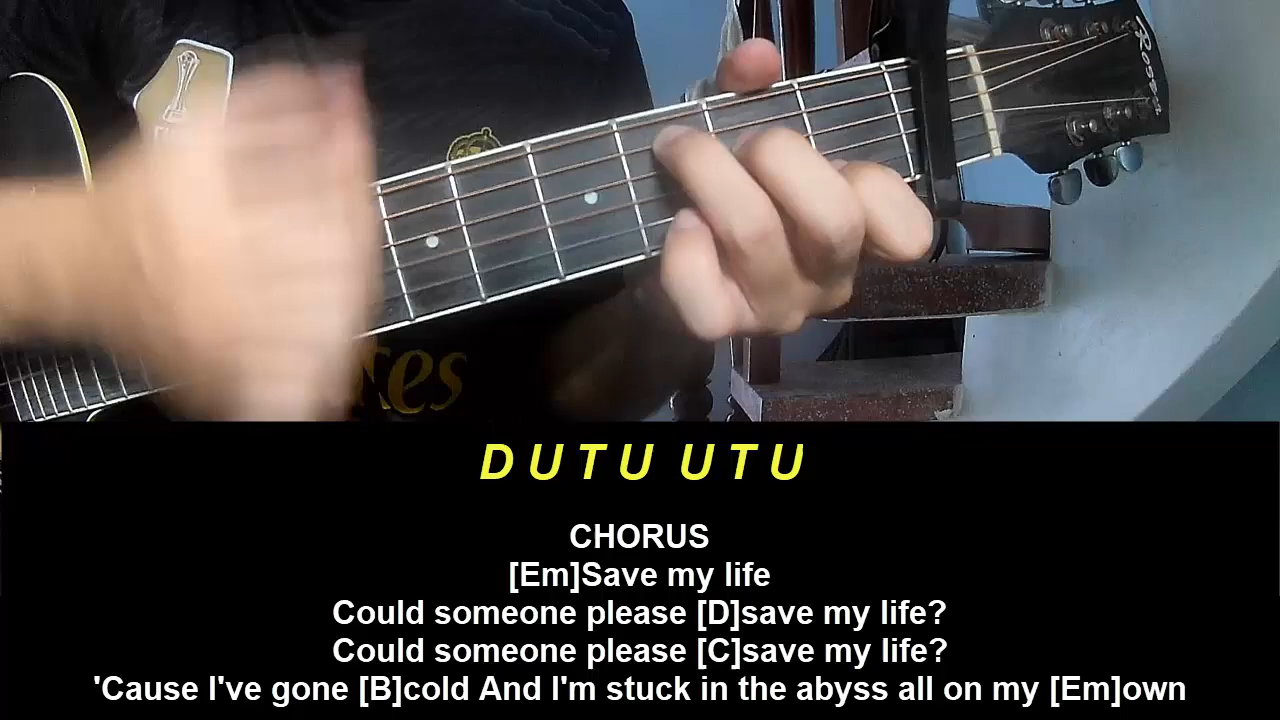 Rosen
D U T U U T U
CHORUS
[Em]Save my life
Could someone please [D]save my life?
Could someone please [C]save my life?
'Cause I've gone [B]cold And I'm stuck in the abyss all on my [Em]own